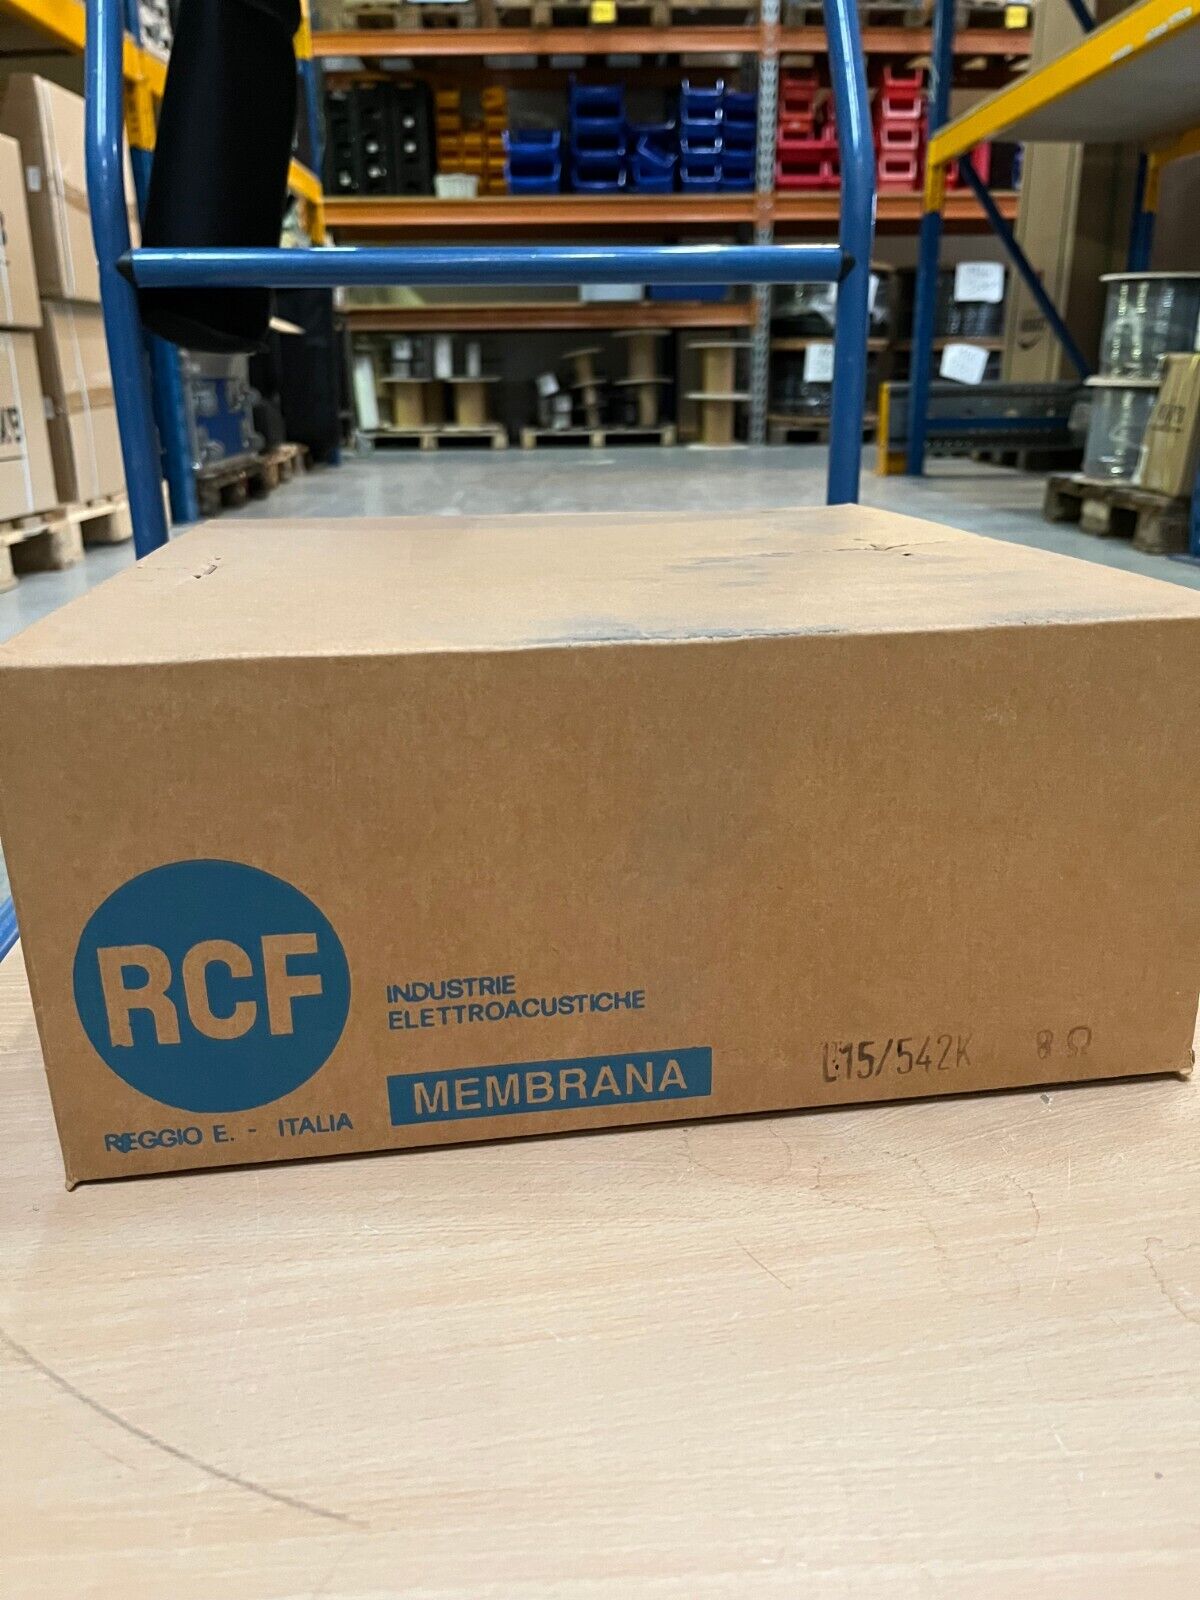 RCF
INDUSTRIE
ELETTROACUSTICHE
MEMBRANA
REGGIO E. - ITALIA
L15/542K 8 Ω